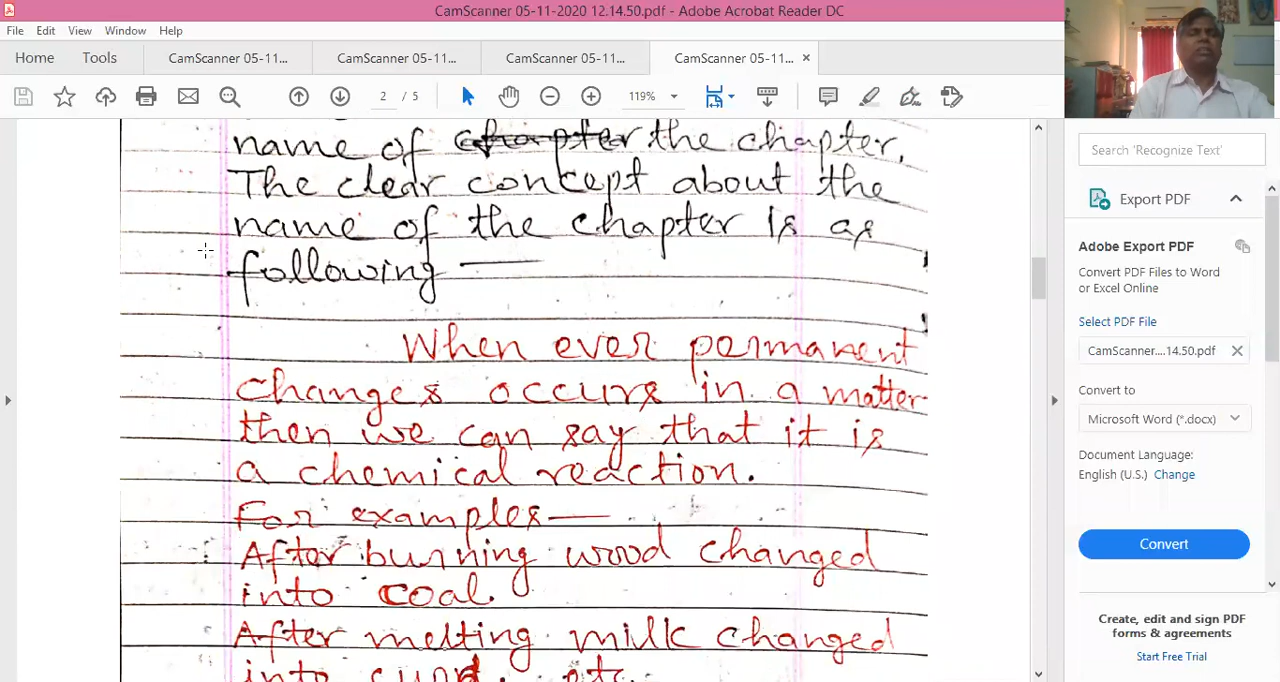 CamScanner 05-11-2020 12.14.50.pdf - Adobe Acrobat Reader DC
File Edit View Window Help
Home Tools CamScanner 05-11... CamScanner 05-11... CamScanner 05-11... CamScanner 05-11... ×
2 / 5 119%
name of chapter the chapter.
The clear concept about the
name of the chapter is as
following —
When ever permanent
changes occurs in a matter
then we can say that it is
a chemical reaction.
For examples —
After burning wood changed
into coal.
After melting milk changed
into curd. etc.
Search 'Recognize Text'
Export PDF
Adobe Export PDF
Convert PDF Files to Word
or Excel Online
Select PDF File
CamScanner....14.50.pdf ×
Convert to
Microsoft Word (*.docx)
Document Language:
English (U.S.) Change
Convert
Create, edit and sign PDF
forms & agreements
Start Free Trial